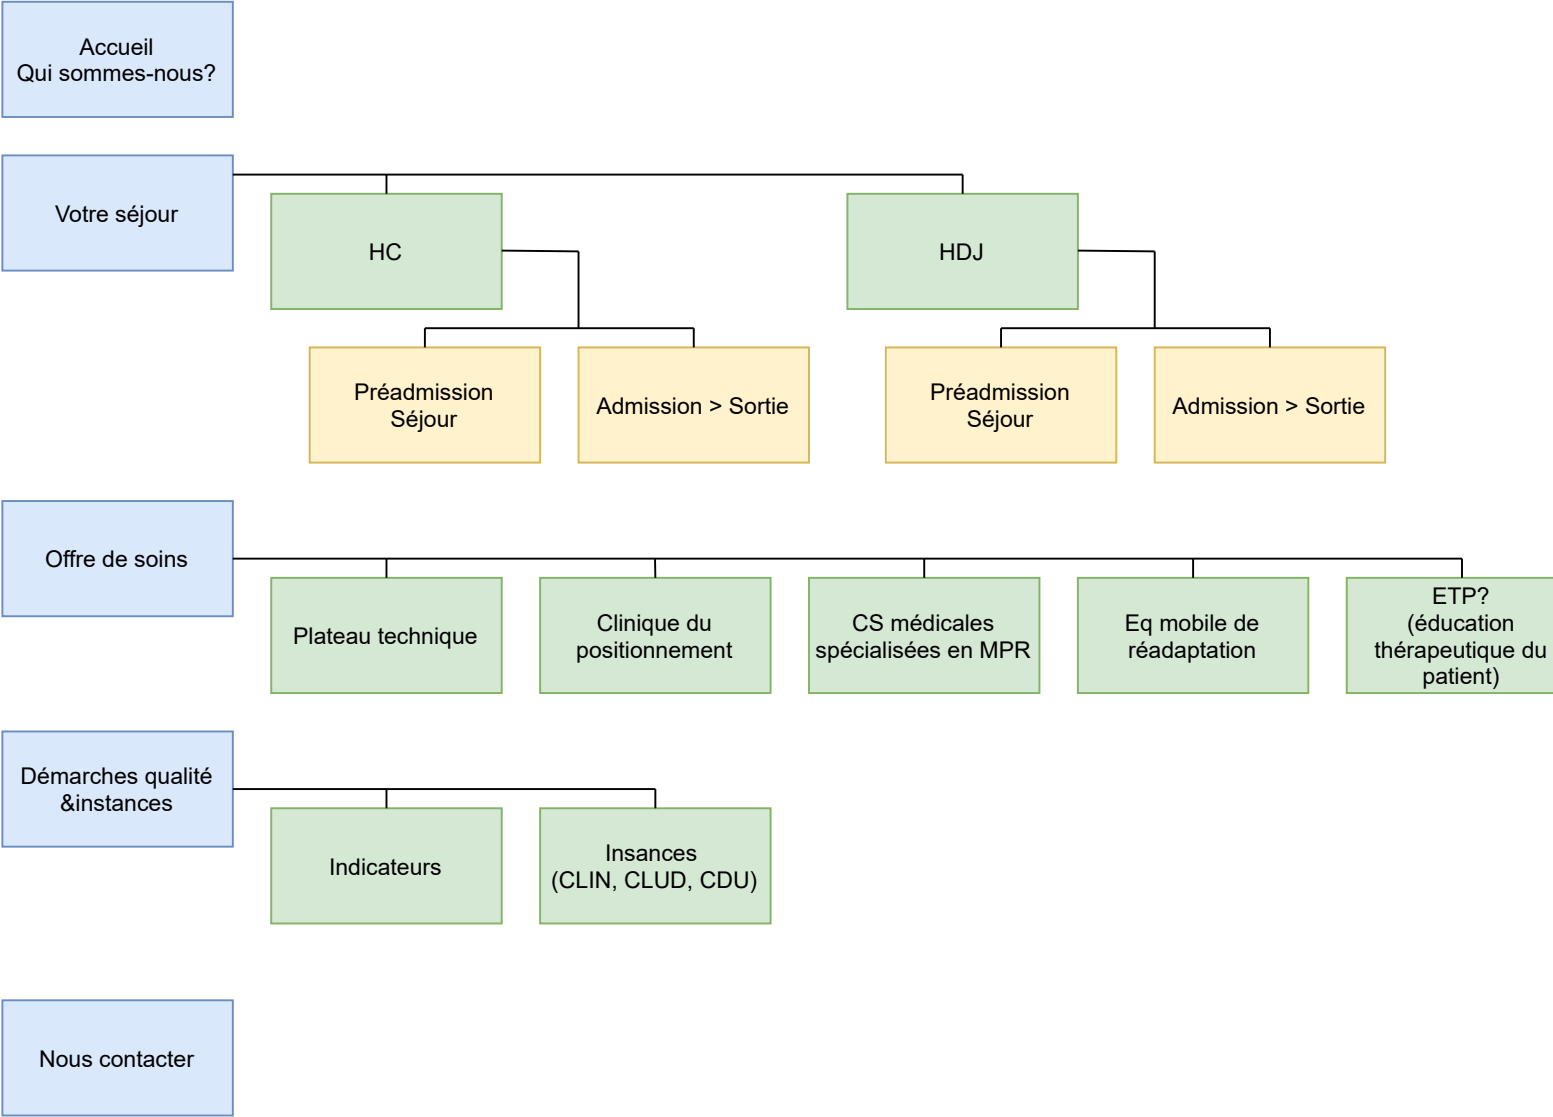 Accueil
Qui sommes-nous?
Votre séjour
HC
HDJ
Préadmission
Séjour
Admission > Sortie
Préadmission
Séjour
Admission > Sortie
Offre de soins
Plateau technique
Clinique du
positionnement
CS médicales
spécialisées en MPR
Eq mobile de
réadaptation
ETP?
(éducation
thérapeutique du
patient)
Démarches qualité
&instances
Indicateurs
Insances
(CLIN, CLUD, CDU)
Nous contacter